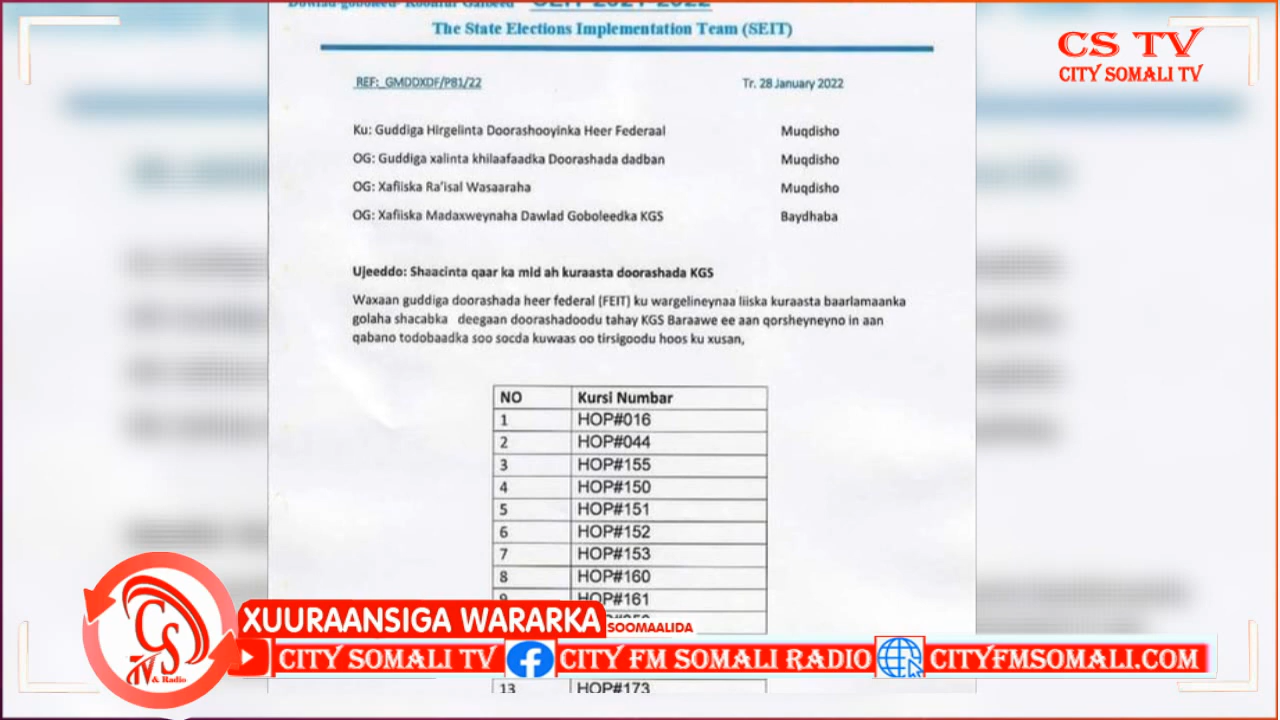 The State Elections Implementation Team (SEIT)
CS TV
CITY SOMALI TV
REF:_GMDDXDF/P81/22 Tr. 28 January 2022
Ku: Guddiga Hirgelinta Doorashooyinka Heer Federaal Muqdisho
OG: Guddiga xalinta khilaafaadka Doorashada dadban Muqdisho
OG: Xafiiska Ra'isal Wasaaraha Muqdisho
OG: Xafiiska Madaxweynaha Dawlad Goboleedka KGS Baydhaba
Ujeeddo: Shaacinta qaar ka mid ah kuraasta doorashada KGS
Waxaan guddiga doorashada heer federal (FEIT) ku wargelineynaa liiska kuraasta baarlamaanka
golaha shacabka deegaan doorashadoodu tahay KGS Baraawe ee aan qorsheyneyno in aan
qabano todobaadka soo socda kuwaas oo tirsigoodu hoos ku xusan,
NO Kursi Numbar
1 HOP#016
2 HOP#044
3 HOP#155
4 HOP#150
5 HOP#151
6 HOP#152
7 HOP#153
8 HOP#160
9 HOP#161
XUURAANSIGA WARARKA
SOOMAALIDA
CITY SOMALI TV CITY FM SOMALI RADIO CITYFMSOMALI.COM
CS
TV & Radio
13 HOP#173